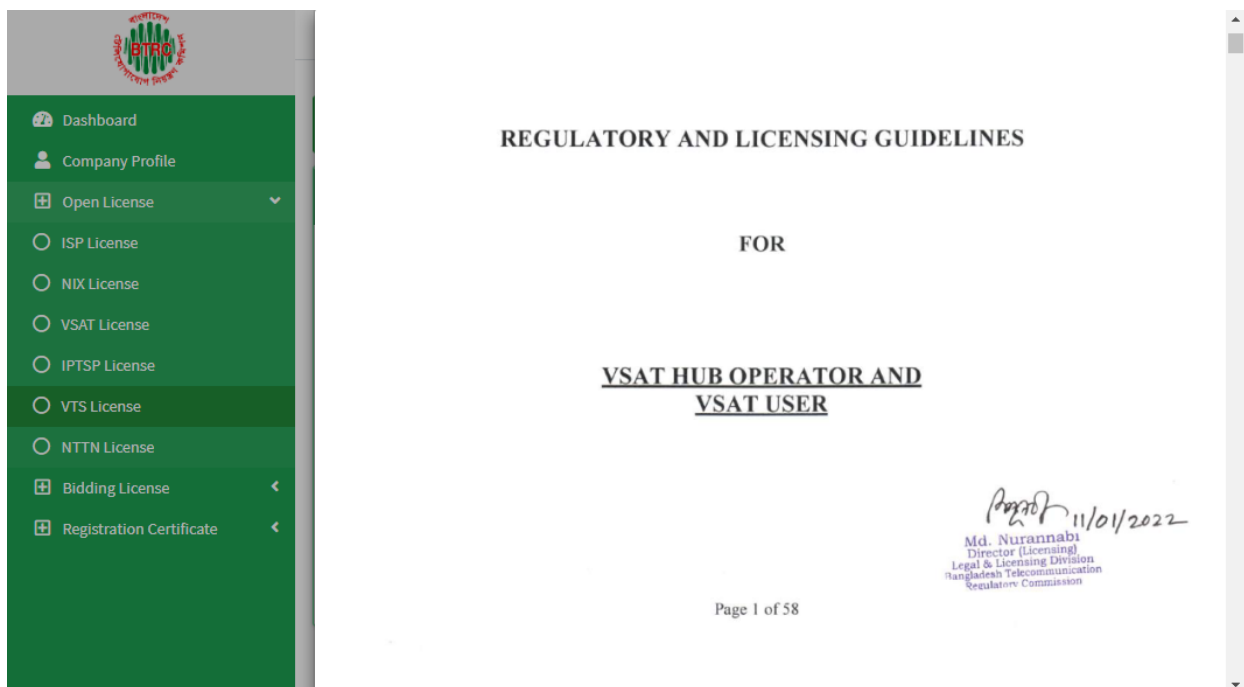 বাংলাদেশ
BTRC
Dashboard
Company Profile
Open License
ISP License
NIX License
VSAT License
IPTSP License
VTS License
NTTN License
Bidding License
Registration Certificate
REGULATORY AND LICENSING GUIDELINES
FOR
VSAT HUB OPERATOR AND
VSAT USER
11/01/2022
Md. Nurannabi
Director (Licensing)
Legal & Licensing Division
Bangladesh Telecommunication
Regulatory Commission
Page 1 of 58